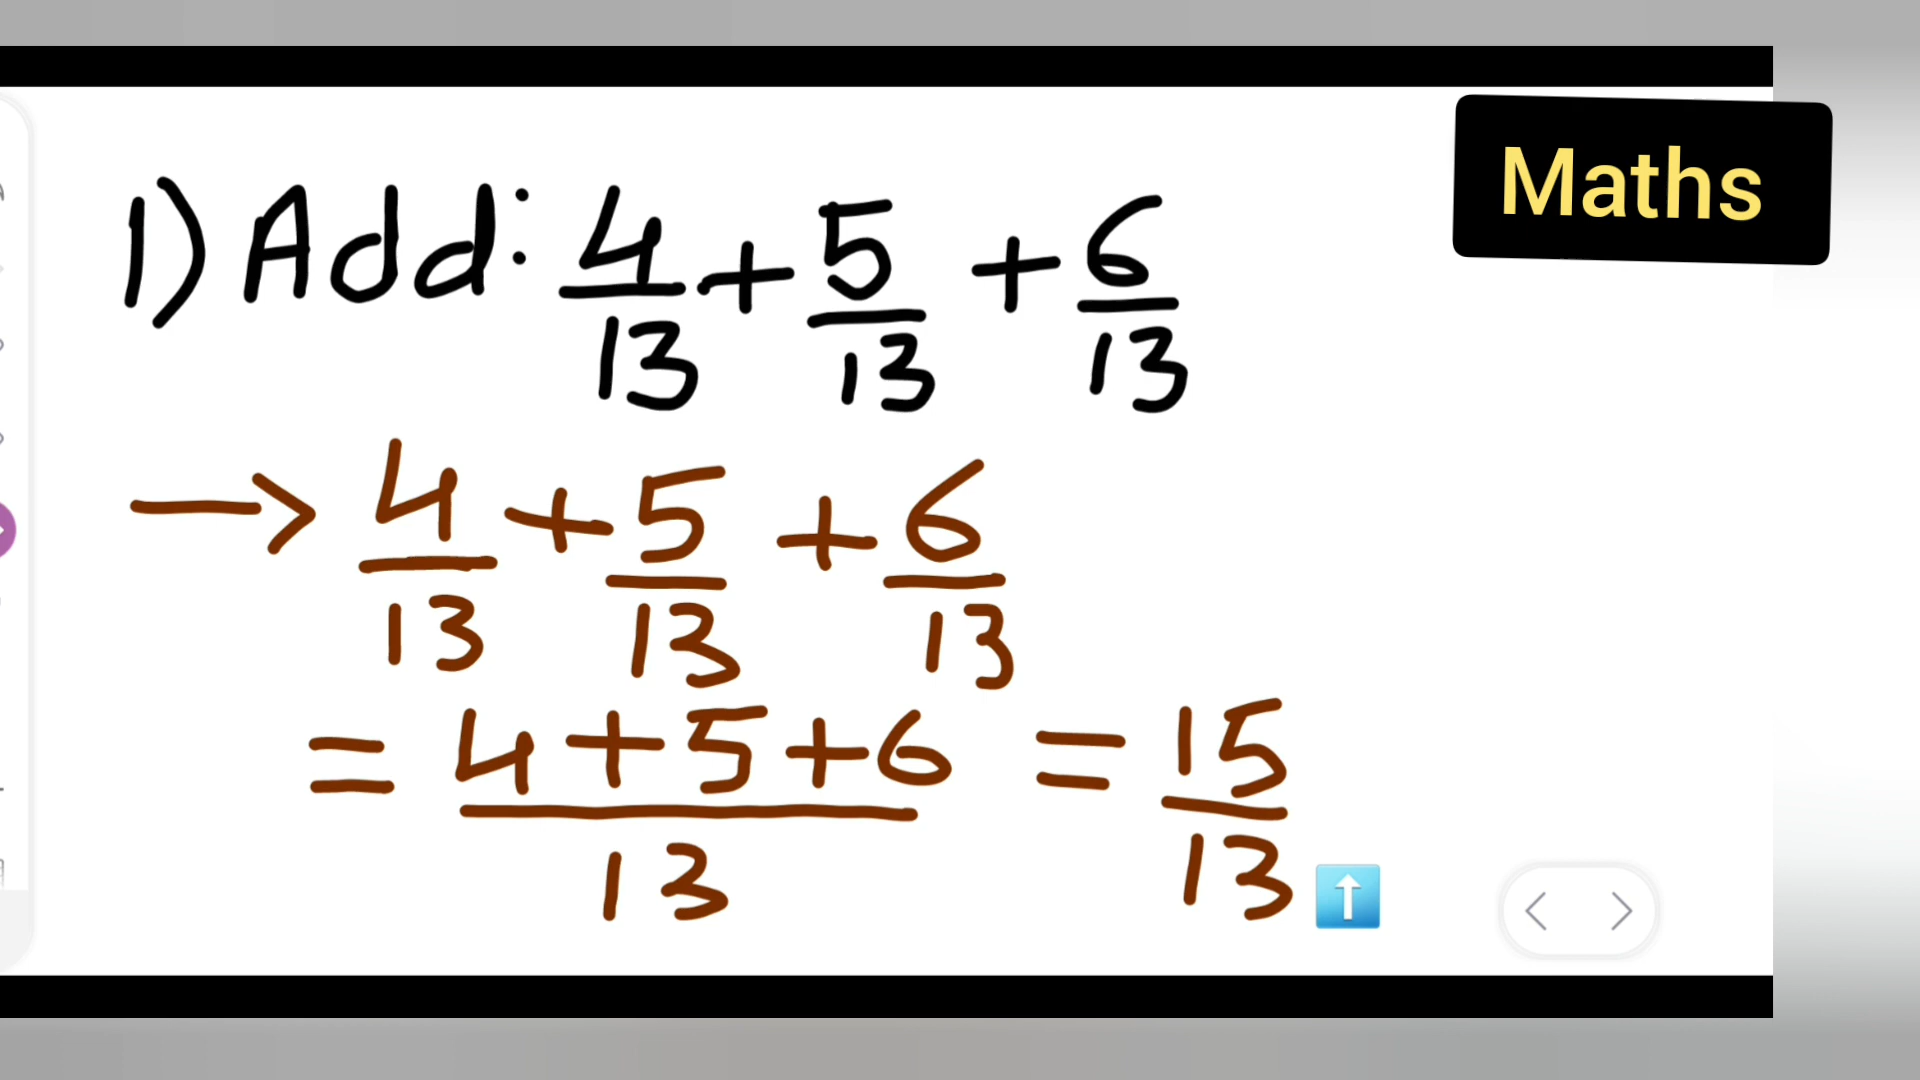 Maths
1) Add: 4/13 + 5/13 + 6/13
→ 4/13 + 5/13 + 6/13
= 4+5+6/13 = 15/13